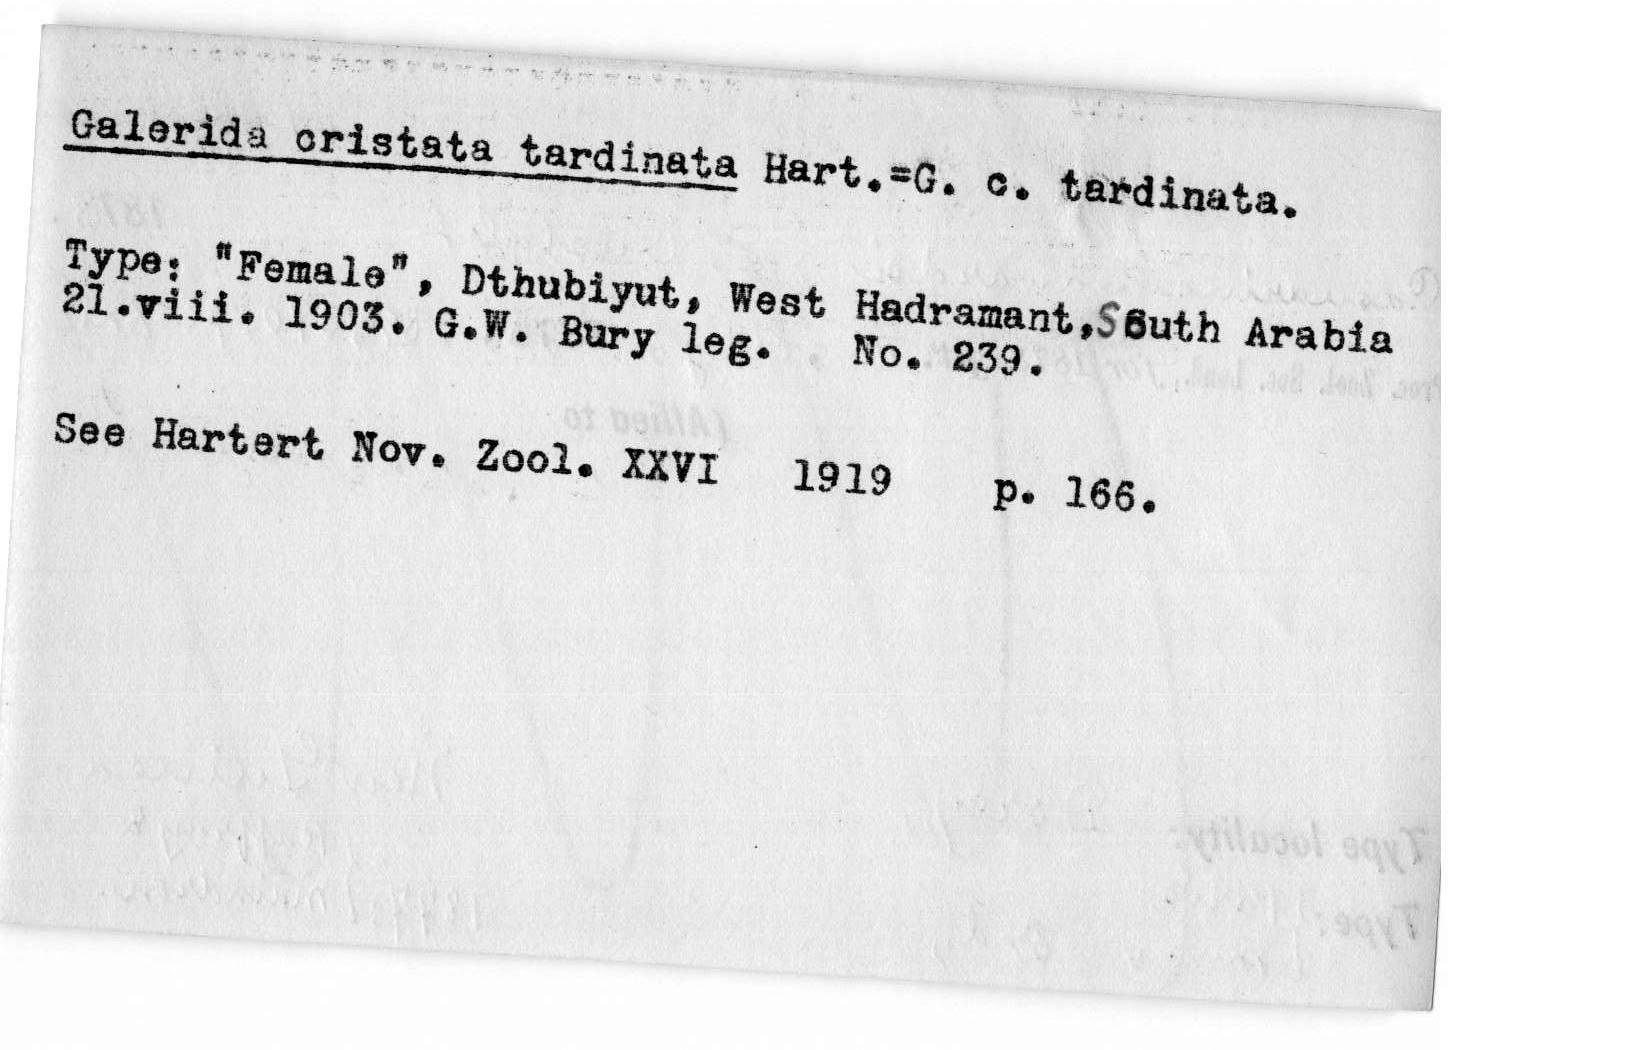 Galerida cristata tardinata Hart.=G. c. tardinata.
Type: "Female", Dthubiyut, West Hadramant, South Arabia
21.viii. 1903. G.W. Bury leg. No. 239.
See Hartert Nov. Zool. XXVI 1919 p. 166.